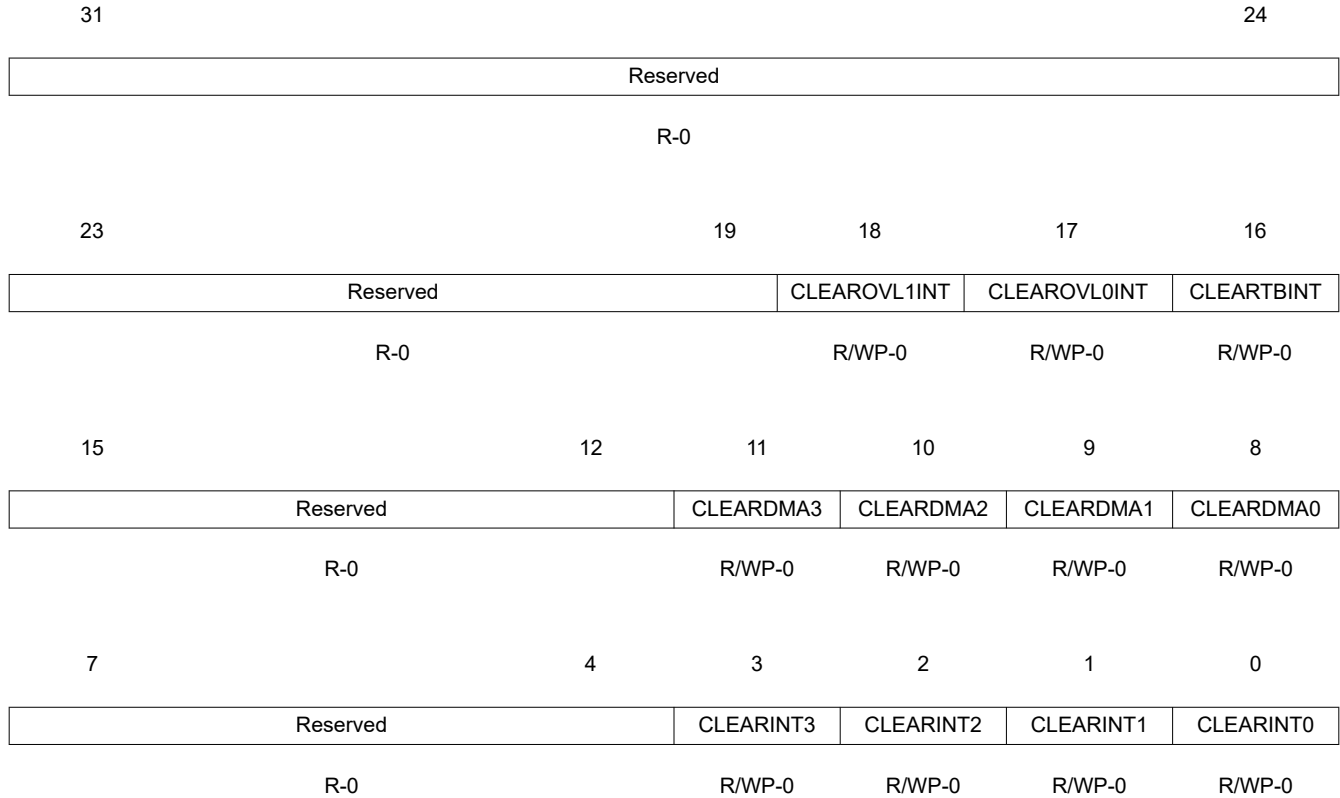 31 24
Reserved
R-0
23 19 18 17 16
Reserved CLEAROVL1INT CLEAROVL0INT CLEARTBINT
R-0 R/WP-0 R/WP-0 R/WP-0
15 12 11 10 9 8
Reserved CLEARDMA3 CLEARDMA2 CLEARDMA1 CLEARDMA0
R-0 R/WP-0 R/WP-0 R/WP-0 R/WP-0
7 4 3 2 1 0
Reserved CLEARINT3 CLEARINT2 CLEARINT1 CLEARINT0
R-0 R/WP-0 R/WP-0 R/WP-0 R/WP-0